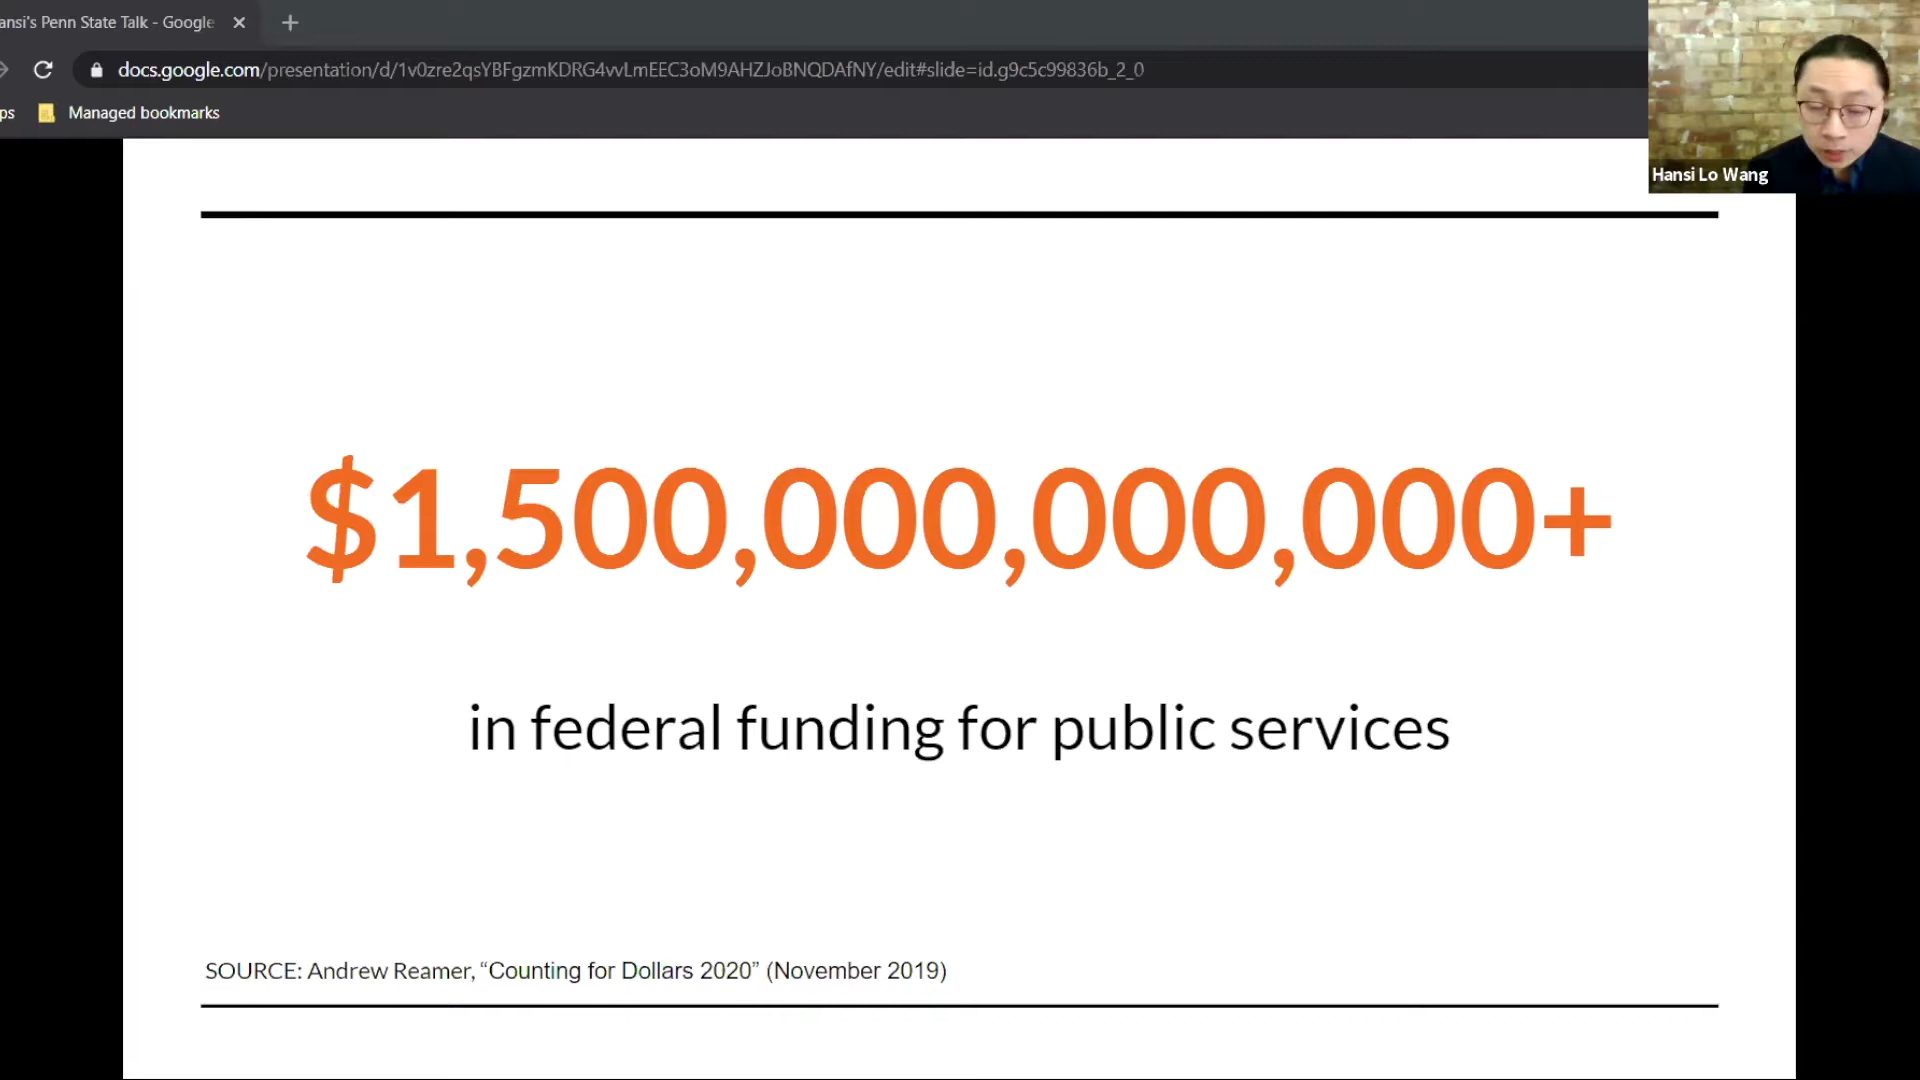 ansi's Penn State Talk - Google
docs.google.com/presentation/d/1v0zre2qsYBFgzmKDRG4vvLmEEC3oM9AHZJoBNQDAfNY/edit#slide=id.g9c5c99836b_2_0
ps Managed bookmarks
Hansi Lo Wang
$1,500,000,000,000+
in federal funding for public services
SOURCE: Andrew Reamer, “Counting for Dollars 2020” (November 2019)